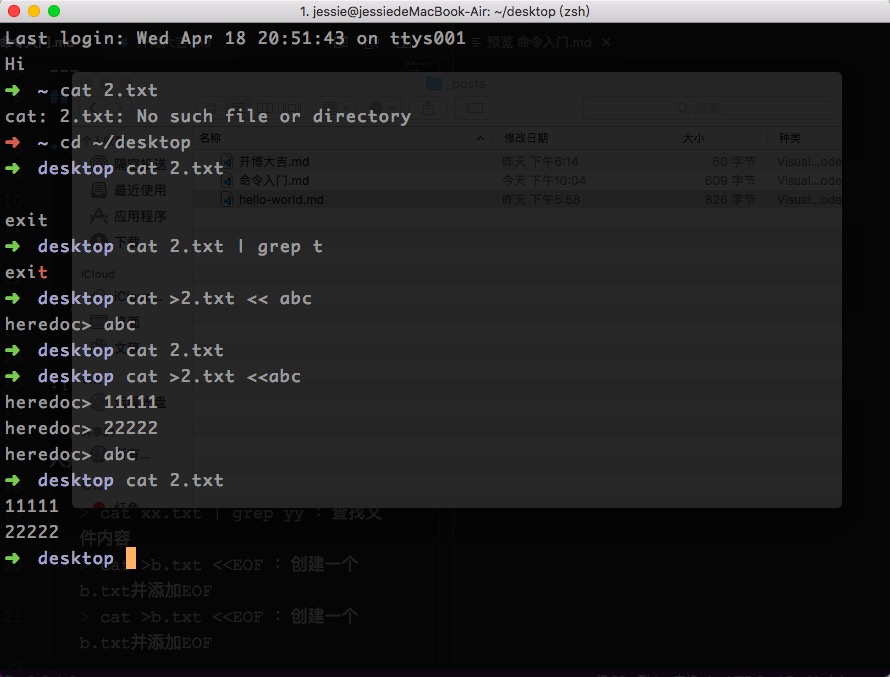 1. jessie@jessiedeMacBook-Air: ~/desktop (zsh)
Last login: Wed Apr 18 20:51:43 on ttys001
预览 命令入门.md
Hi
_posts
➜ ~ cat 2.txt
cat: 2.txt: No such file or directory
搜索
➜ ~ cd ~/desktop
名称 修改日期 大小 种类
➜ desktop cat 2.txt
隔空投送
开博大吉.md 昨天 下午6:14 60 字节 Visual...ode
最近使用
命令入门.md 今天 下午10:04 609 字节 Visual...ode
hello-world.md 昨天 下午5:58 826 字节 Visual...ode
exit
应用程序
➜ desktop cat 2.txt | grep t
下载
exit
iCloud
➜ desktop cat >2.txt << abc
heredoc> abc
➜ desktop cat 2.txt
➜ desktop cat >2.txt <<abc
heredoc> 11111
heredoc> 22222
heredoc> abc
➜ desktop cat 2.txt
11111
22222
➜ desktop
> cat xx.txt | grep yy : 查找文
件内容
cat >b.txt <<EOF : 创建一个
b.txt并添加EOF
21
> cat >b.txt <<EOF : 创建一个
b.txt并添加EOF
22